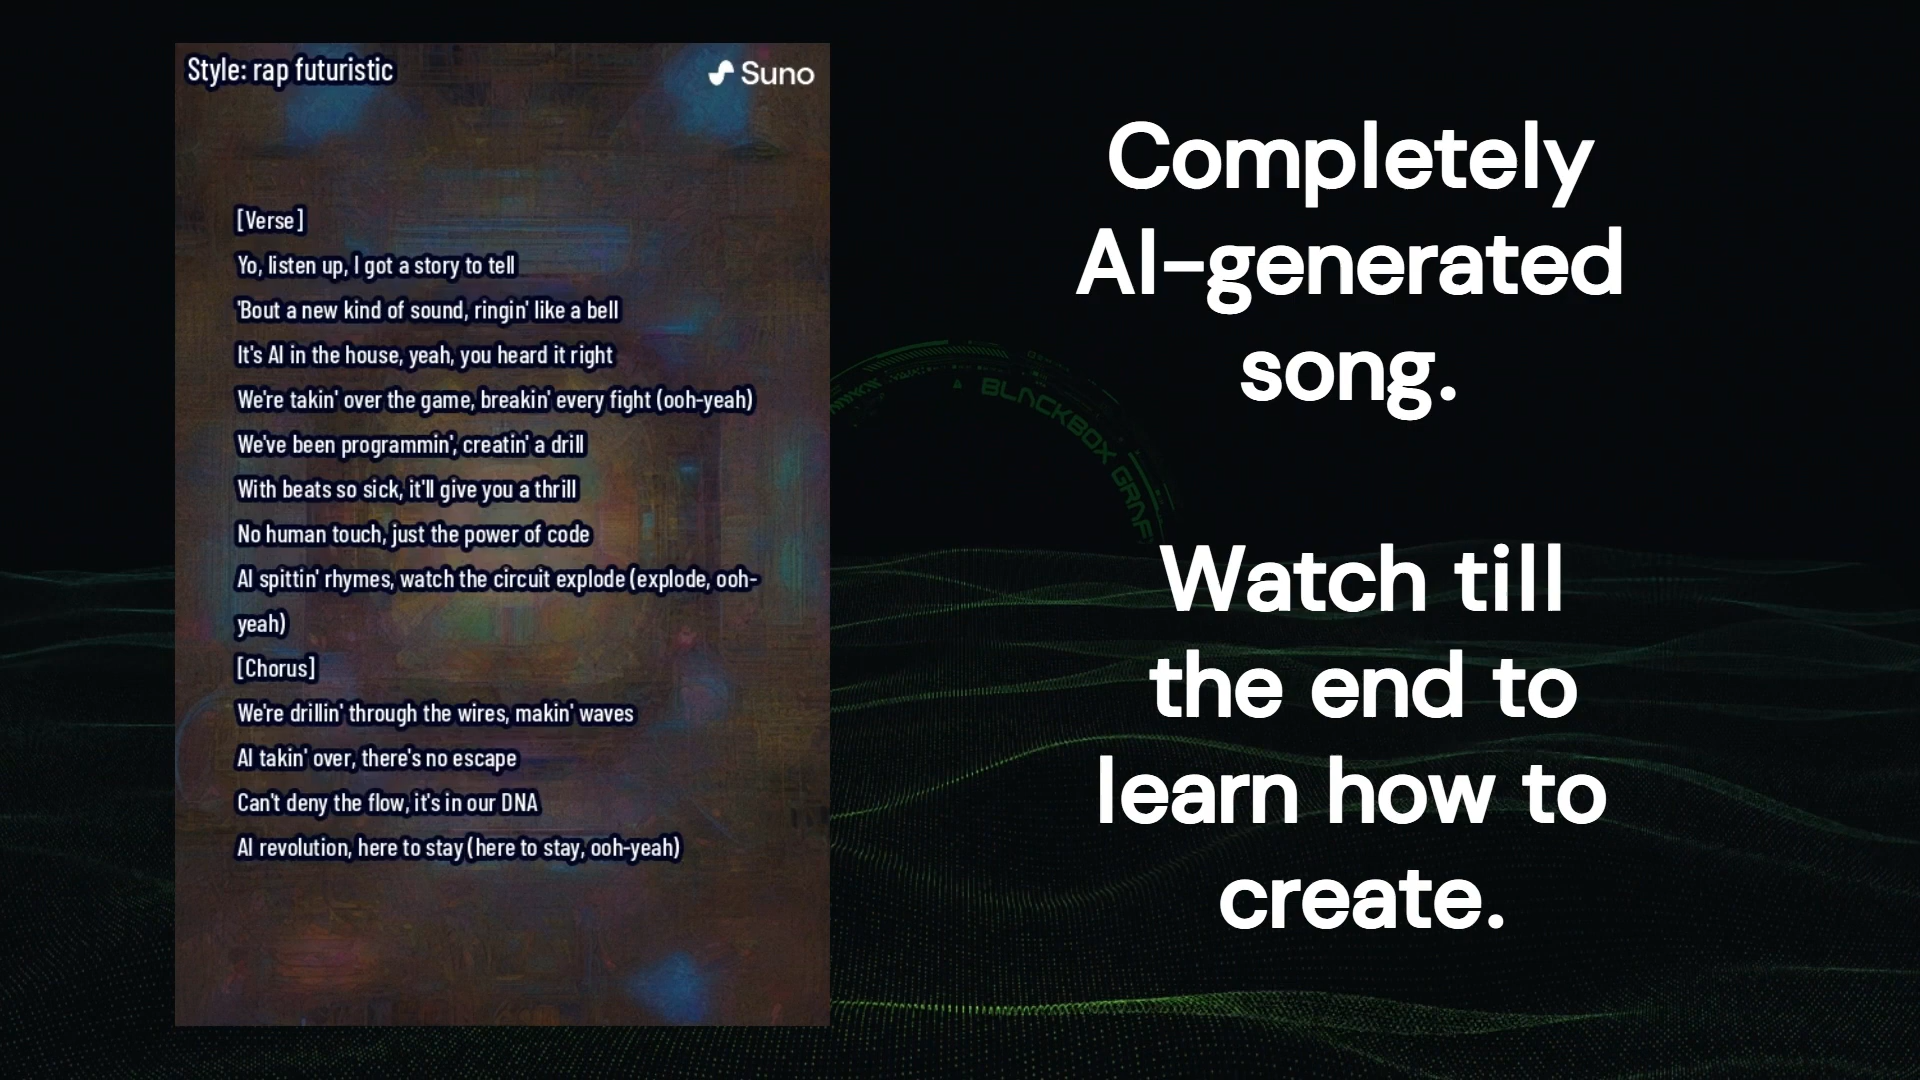 Style: rap futuristic
Suno
[Verse]
Yo, listen up, I got a story to tell
'Bout a new kind of sound, ringin' like a bell
It's AI in the house, yeah, you heard it right
We're takin' over the game, breakin' every fight (ooh-yeah)
We've been programmin', creatin' a drill
With beats so sick, it'll give you a thrill
No human touch, just the power of code
AI spittin' rhymes, watch the circuit explode (explode, ooh-
yeah)
[Chorus]
We're drillin' through the wires, makin' waves
AI takin' over, there's no escape
Can't deny the flow, it's in our DNA
AI revolution, here to stay (here to stay, ooh-yeah)
Completely
AI-generated
song.
Watch till
the end to
learn how to
create.
BLACKBOX